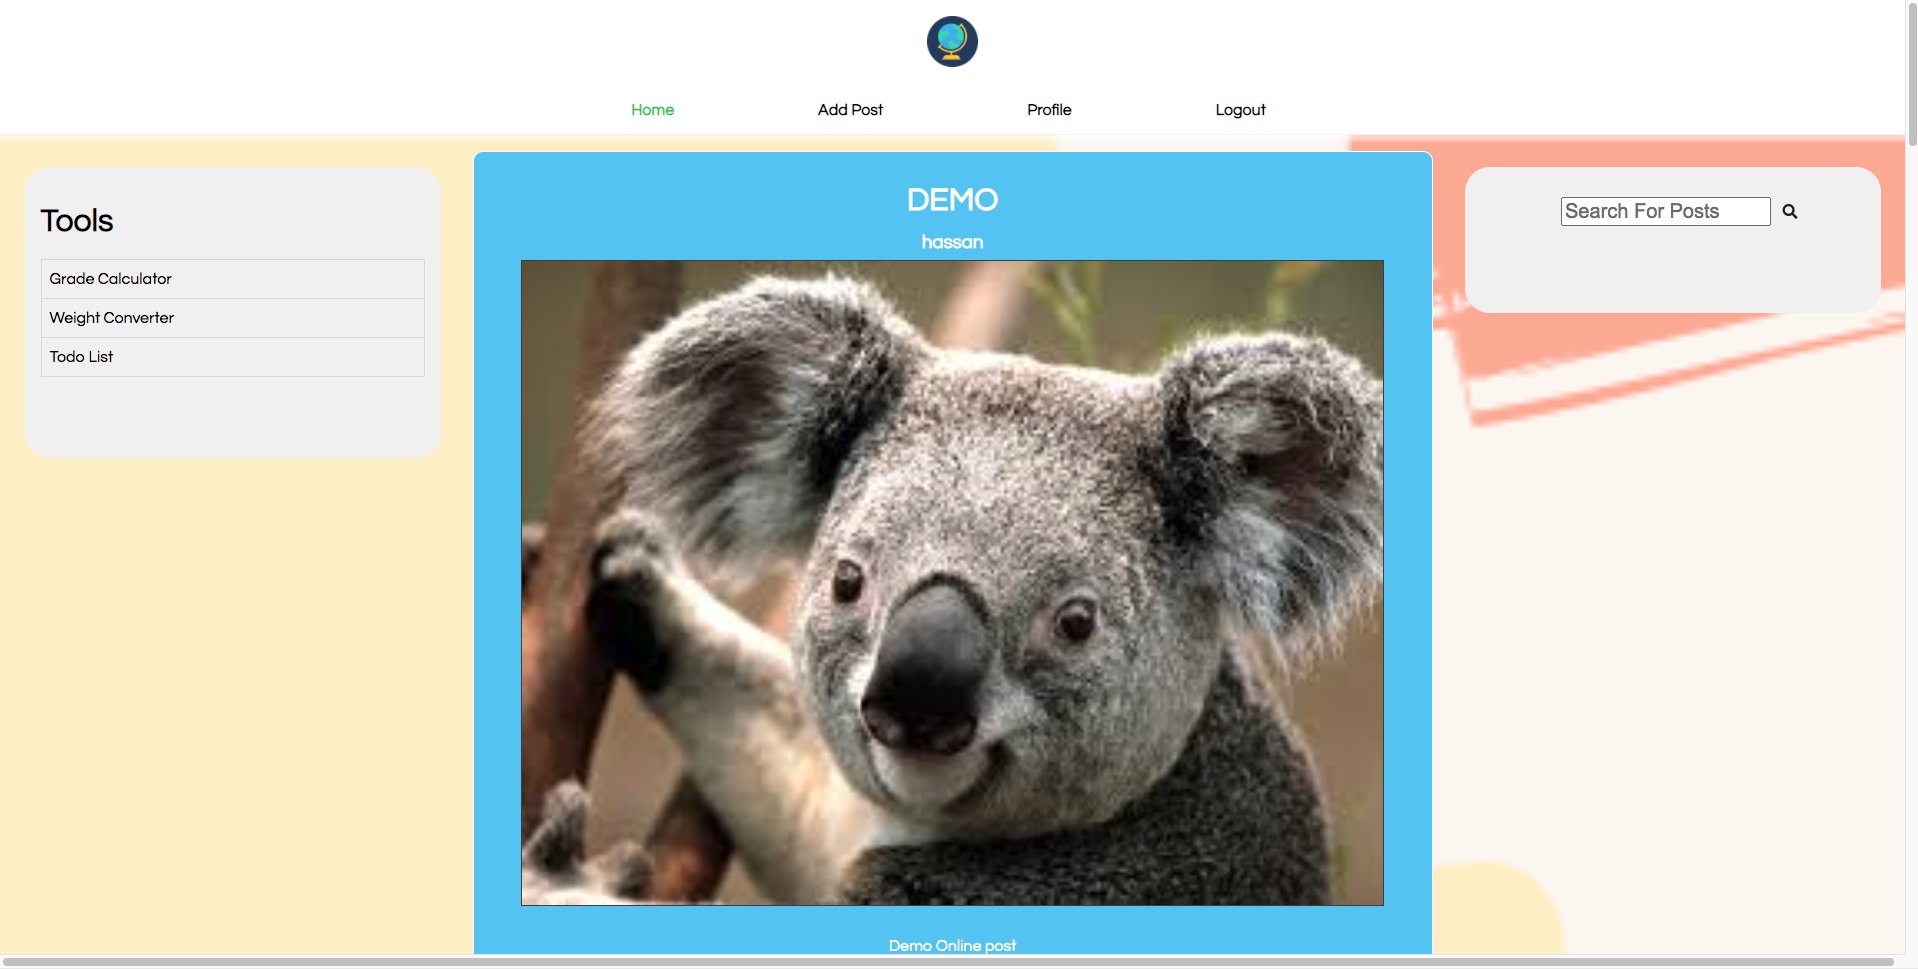 Home
Add Post
Profile
Logout
Tools
Grade Calculator
Weight Converter
Todo List
DEMO
hassan
Demo Online post
Search For Posts